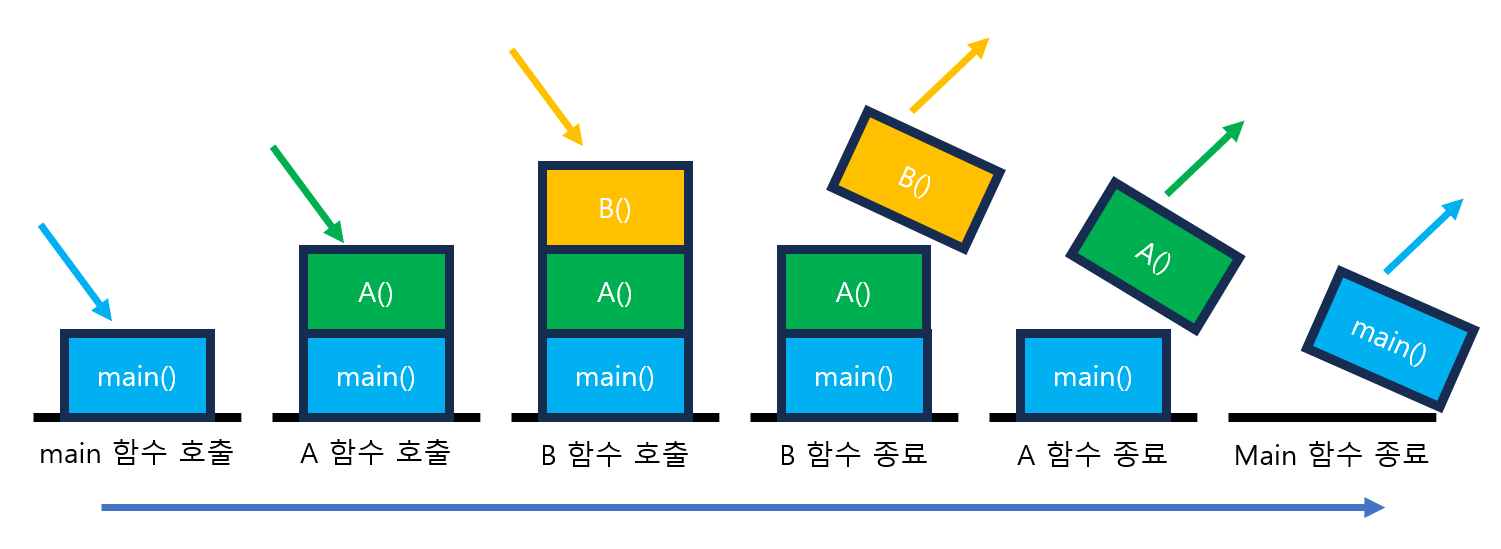 B()
B()
A()
A()
A()
A()
main()
main()
main()
main()
main()
main()
main 함수 호출
A 함수 호출
B 함수 호출
B 함수 종료
A 함수 종료
Main 함수 종료